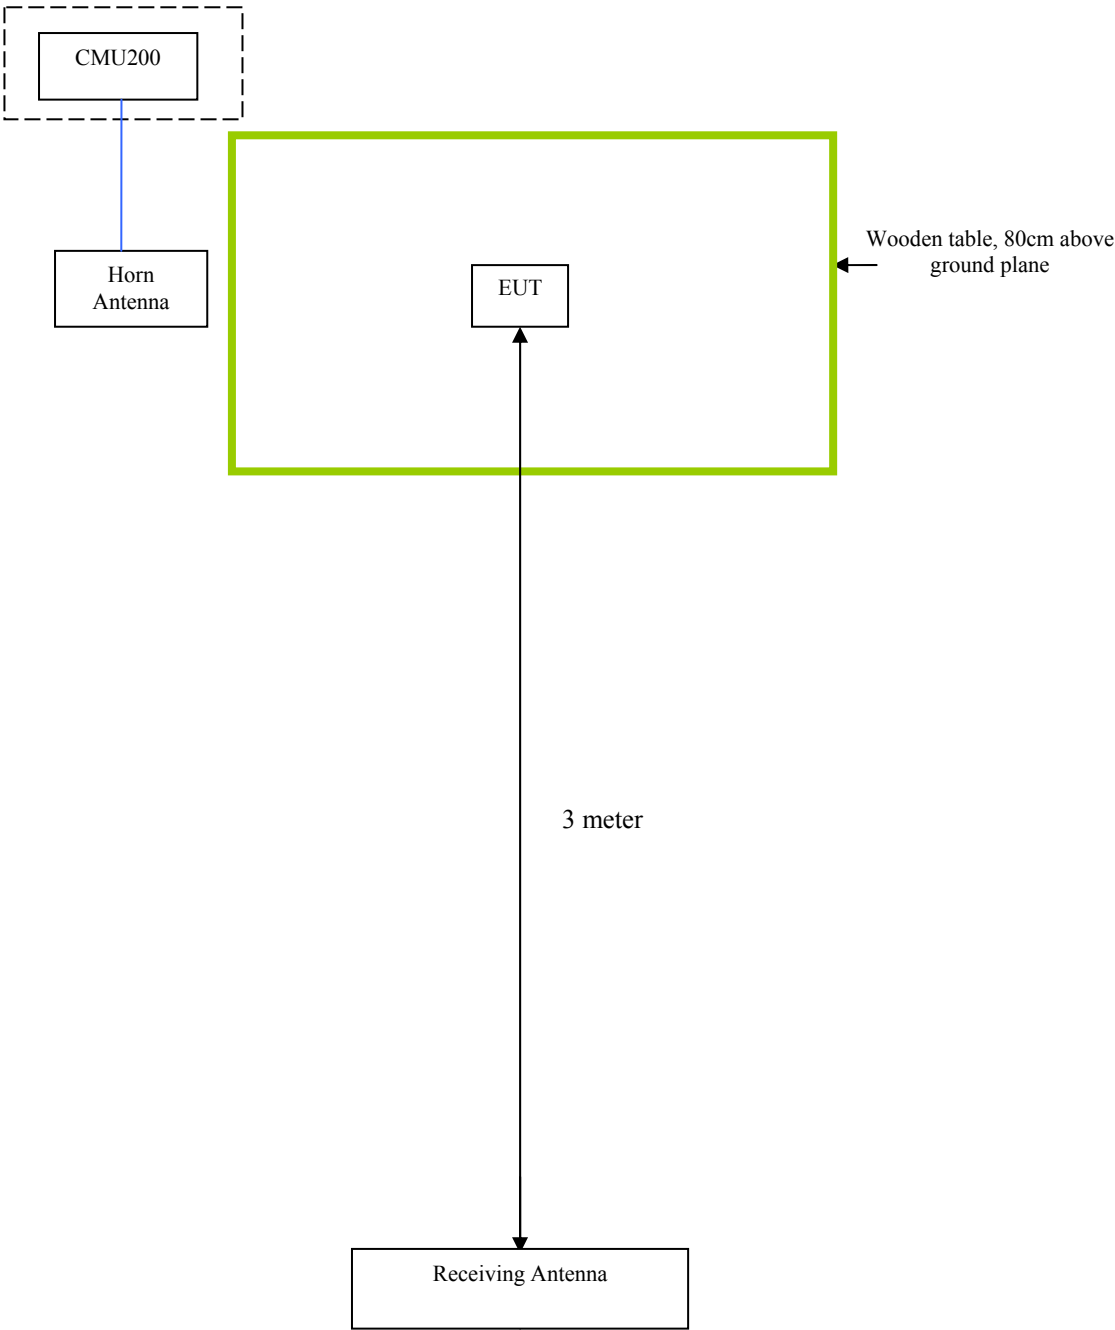 CMU200
Wooden table, 80cm above
ground plane
Horn
Antenna
EUT
3 meter
Receiving Antenna